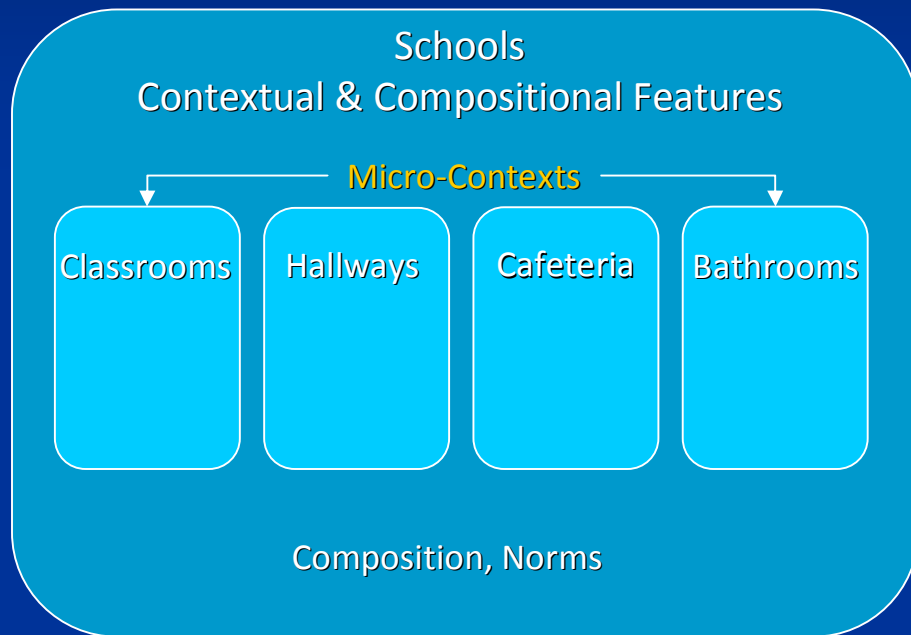 Schools
Contextual & Compositional Features
Micro-Contexts
Classrooms
Hallways
Cafeteria
Bathrooms
Composition, Norms